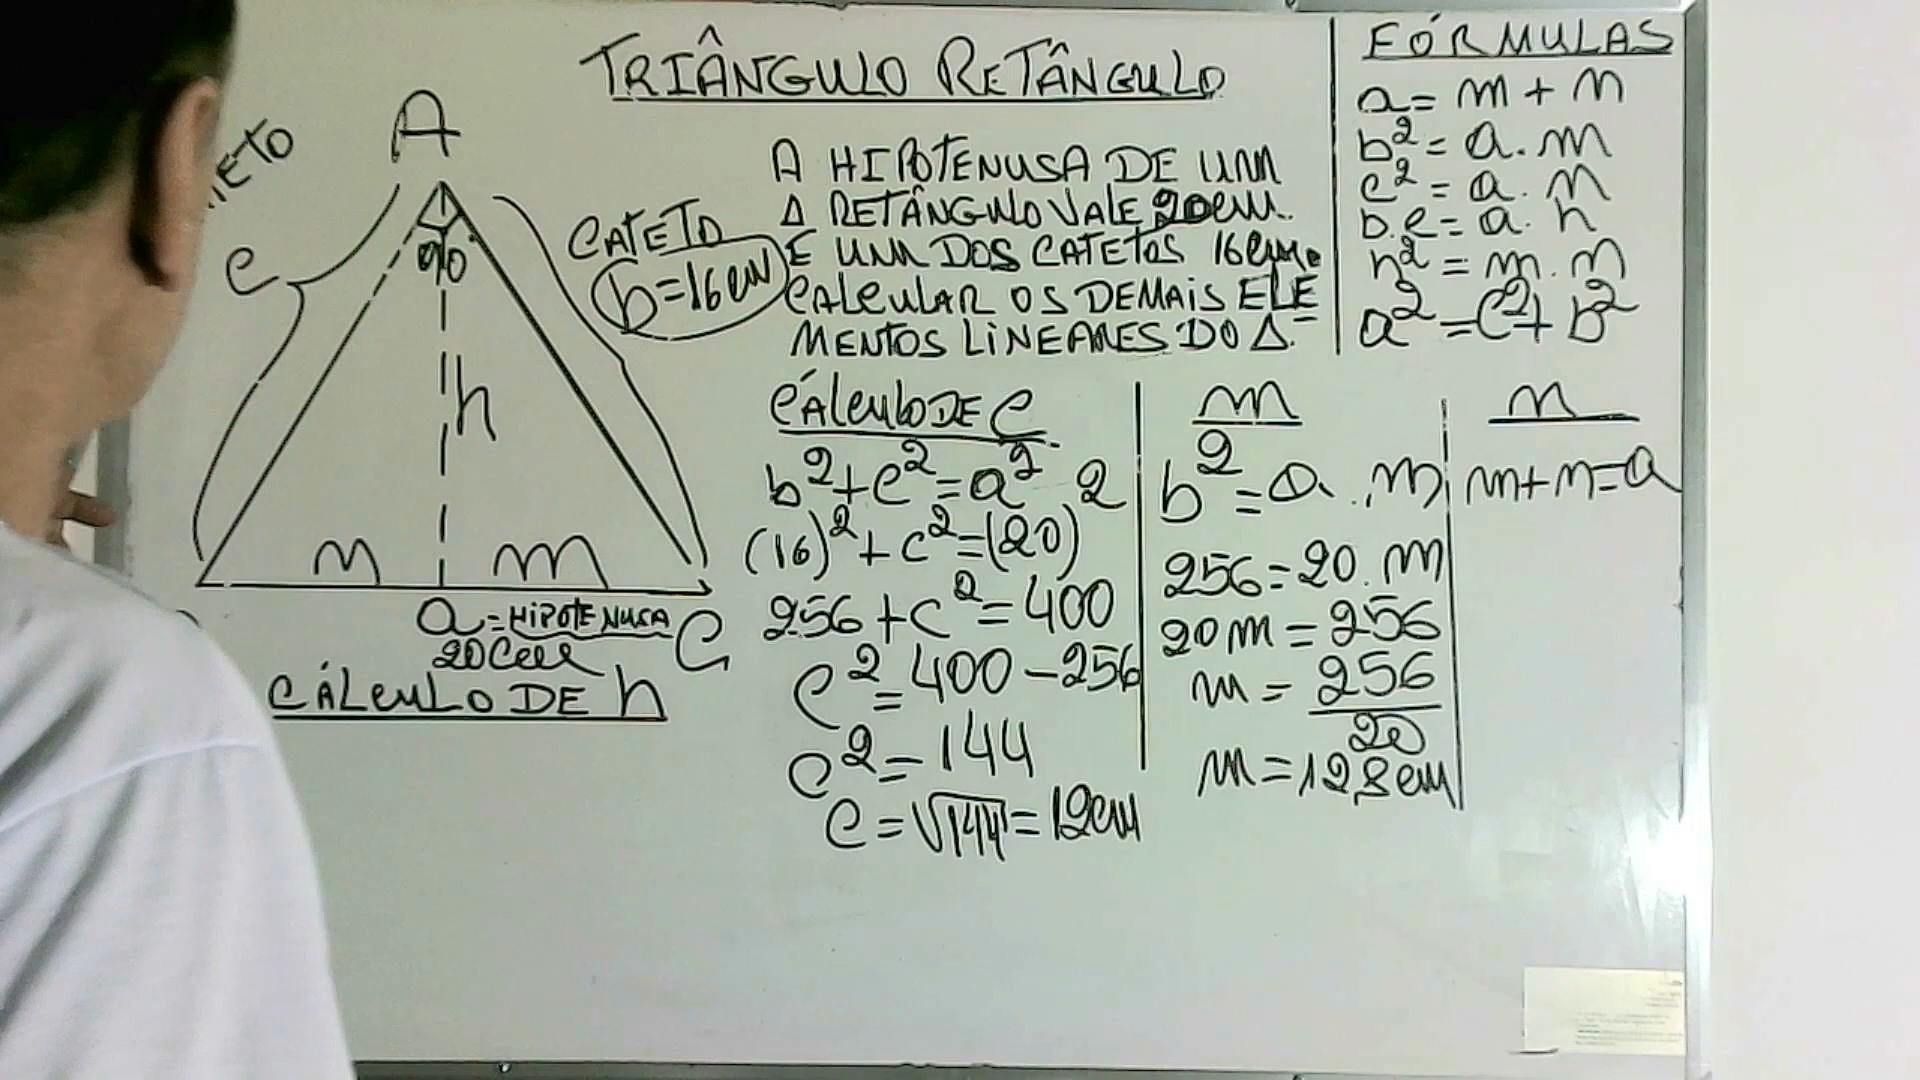 TRIÂNGULO RETÂNGULO
A HIPOTENUSA DE UM
Δ RETÂNGULO VALE 20cm.
E UM DOS CATETOS 16cm.
CALCULAR OS DEMAIS ELE
MENTOS LINEARES DO Δ.
FÓRMULAS
a = m + n
b² = a . m
c² = a . n
b.c = a . h
h² = m . n
a² = c² + b²
A
c
90
CATETO
b=16cm
h
n
m
a = HIPOTENUSA
20cm
C
CÁLCULO DE h
CÁLCULO DE c
b² + c² = a²
(16)² + c² = (20)²
256 + c² = 400
c² = 400 - 256
c² = 144
c = √144 = 12cm
m
b² = a . m
256 = 20 . m
20m = 256
m = 256
20
m = 12,8cm
n
m+n=a